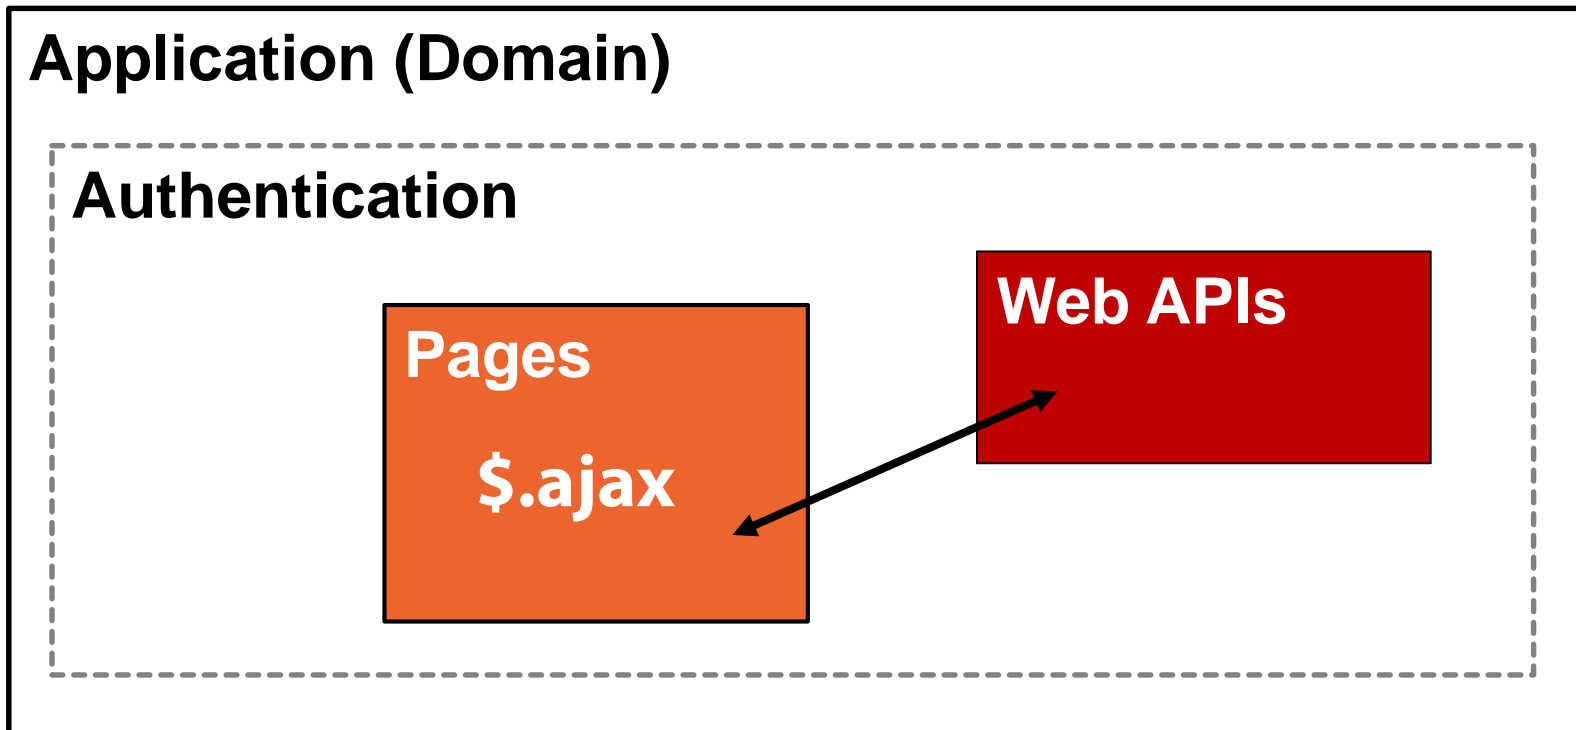 Application (Domain)
Authentication
Web APIs
Pages
$.ajax